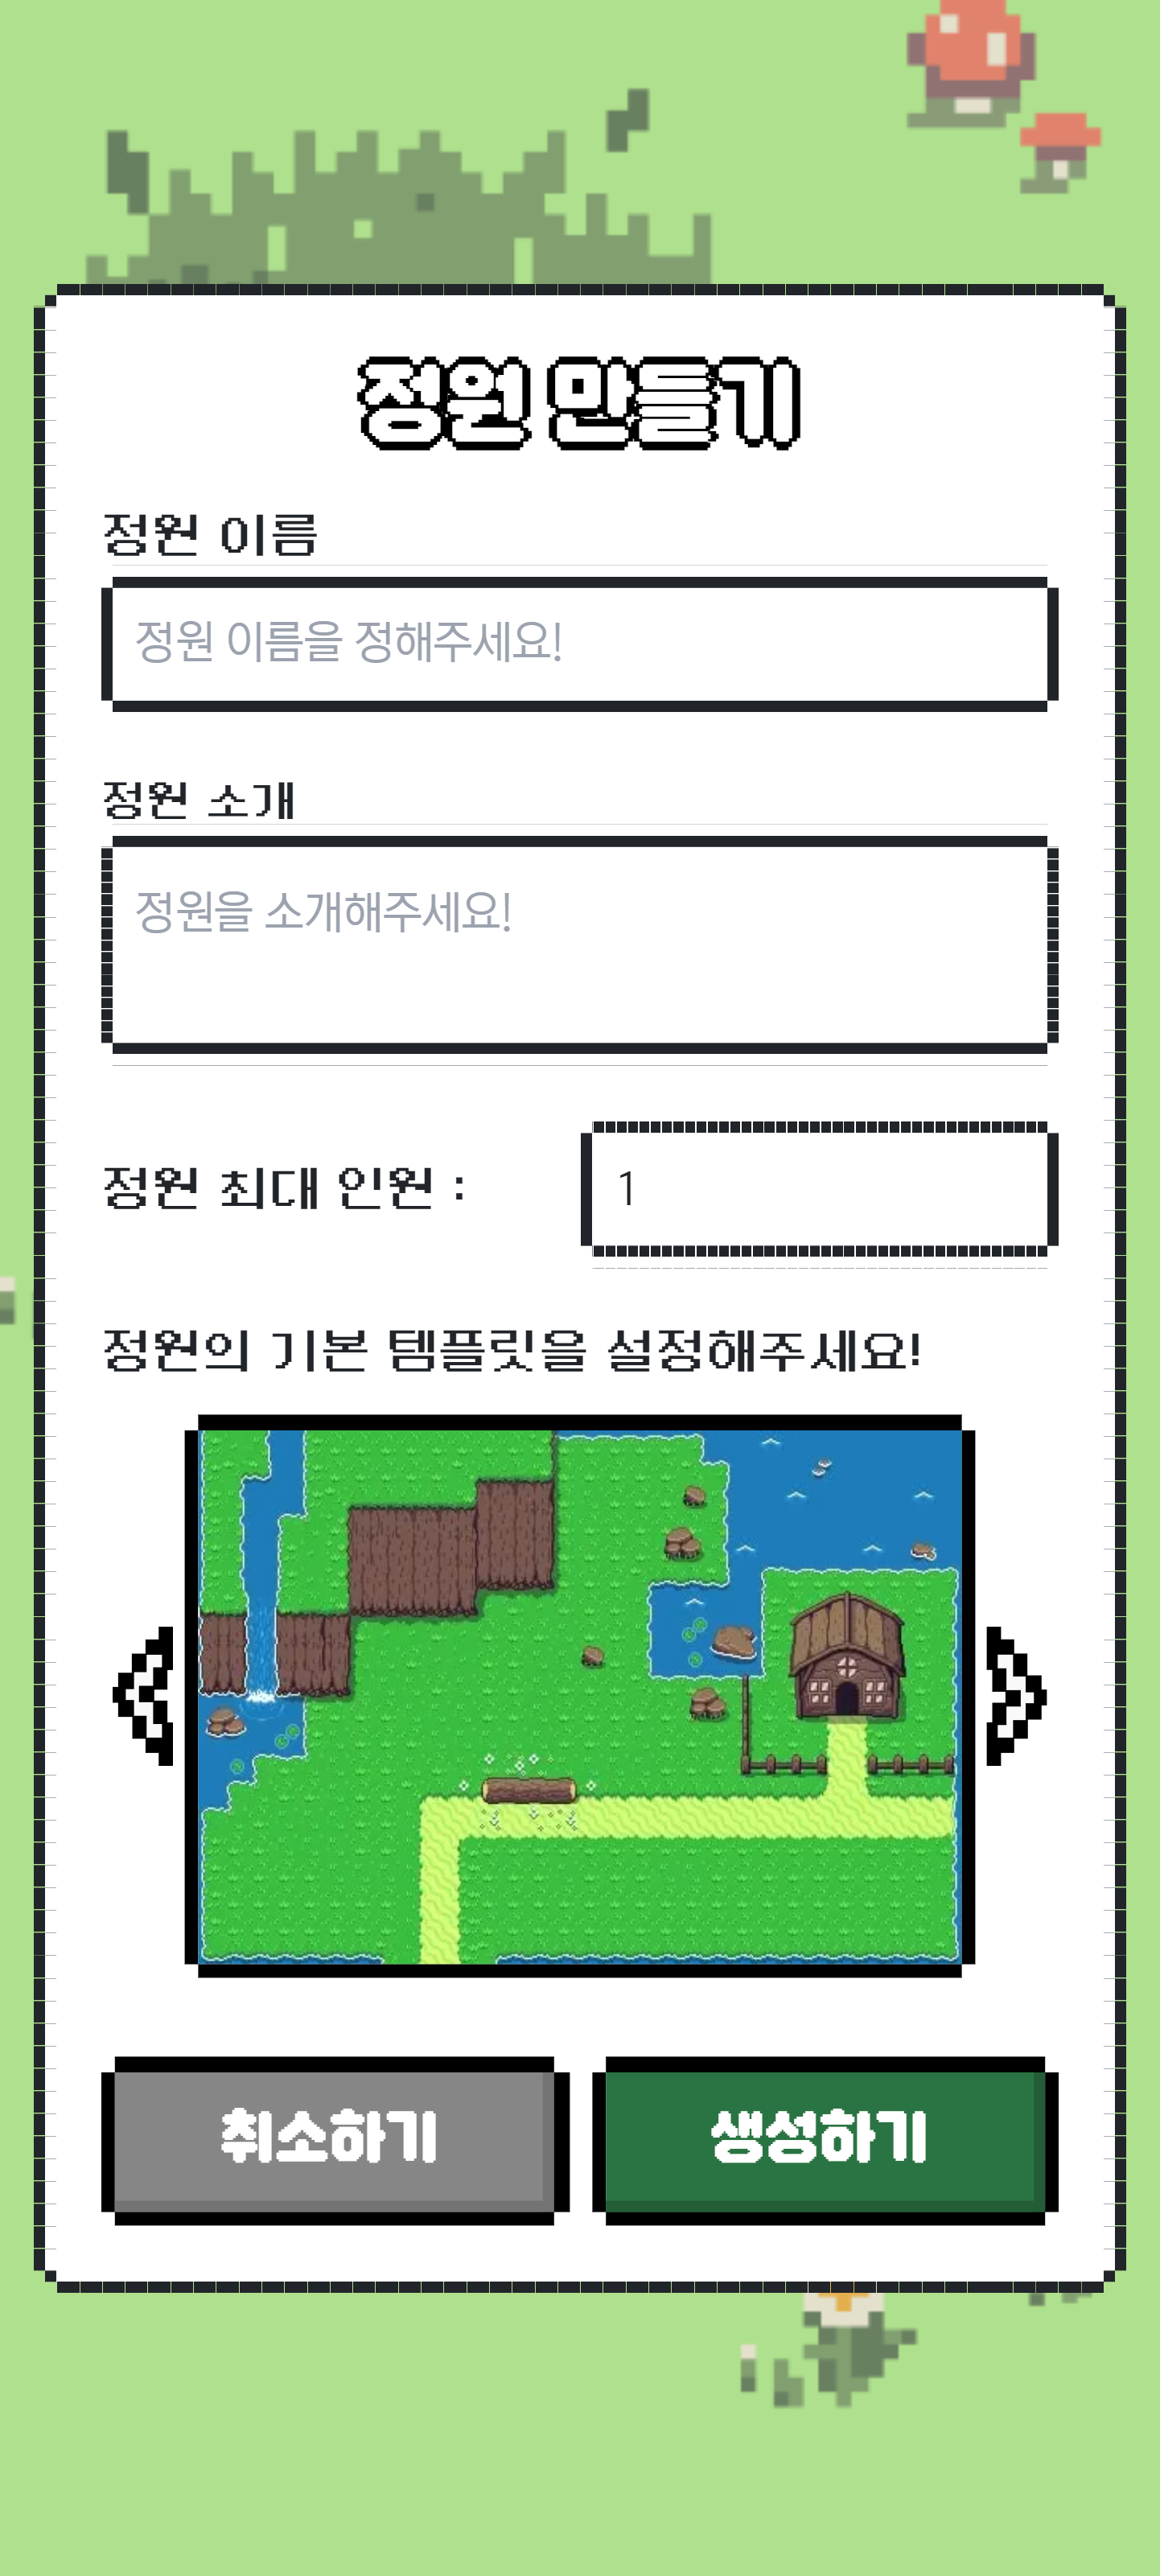 정원 만들기
정원 이름
정원 이름을 정해주세요!
정원 소개
정원을 소개해주세요!
정원 최대 인원 :
1
정원의 기본 템플릿을 설정해주세요!
취소하기
생성하기